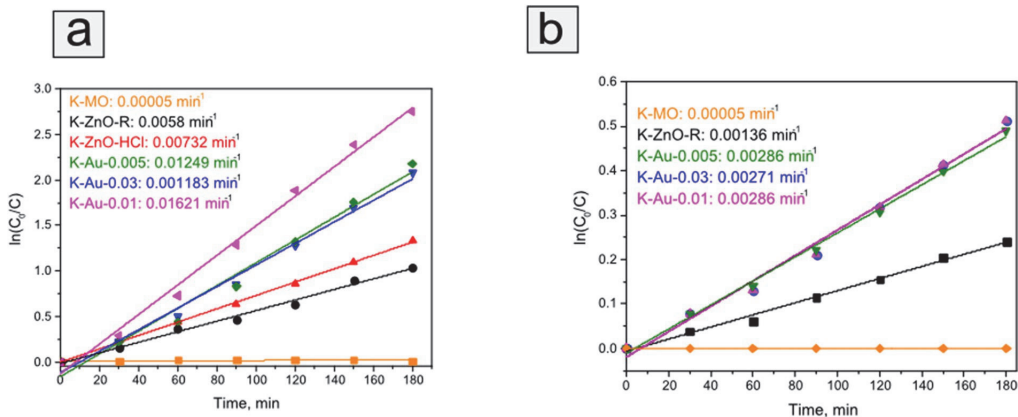 a
ln(C₀/C)
3.0
2.5
2.0
1.5
1.0
0.5
0.0
K-MO: 0.00005 min⁻¹
K-ZnO-R: 0.0058 min⁻¹
K-ZnO-HCl: 0.00732 min⁻¹
K-Au-0.005: 0.01249 min⁻¹
K-Au-0.03: 0.001183 min⁻¹
K-Au-0.01: 0.01621 min⁻¹
0 20 40 60 80 100 120 140 160 180
Time, min
b
ln(C₀/C)
0.6
0.5
0.4
0.3
0.2
0.1
0.0
K-MO: 0.00005 min⁻¹
K-ZnO-R: 0.00136 min⁻¹
K-Au-0.005: 0.00286 min⁻¹
K-Au-0.03: 0.00271 min⁻¹
K-Au-0.01: 0.00286 min⁻¹
0 20 40 60 80 100 120 140 160 180
Time, min